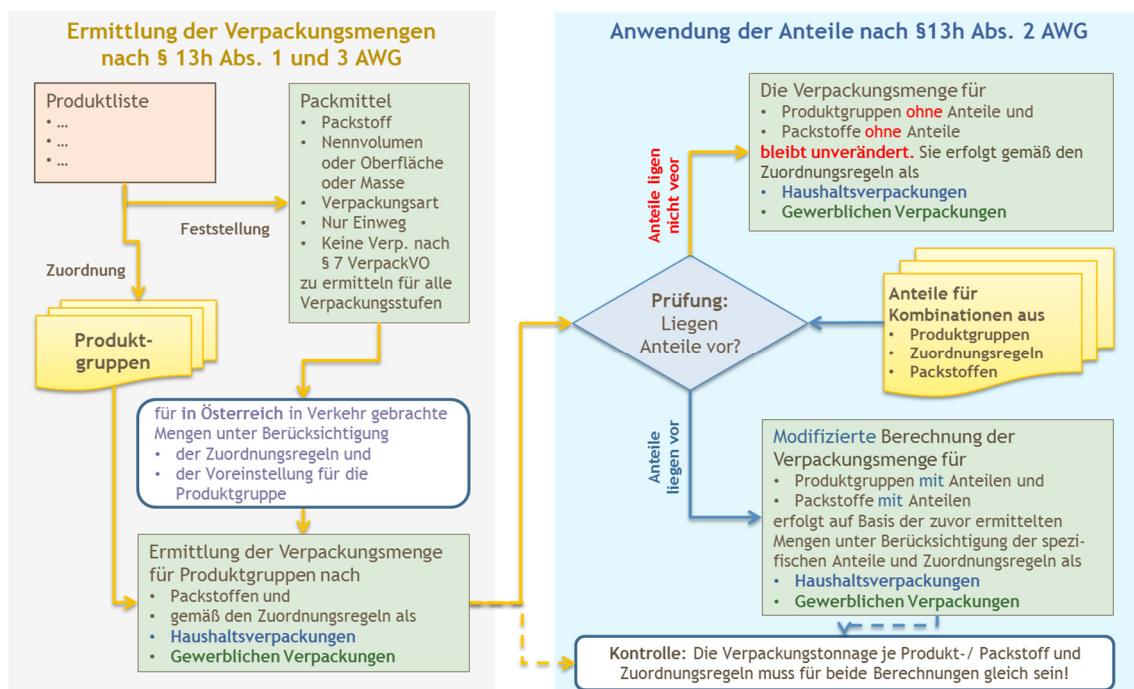 Ermittlung der Verpackungsmengen
nach § 13h Abs. 1 und 3 AWG
Produktliste
• ...
• ...
• ...
Packmittel
• Packstoff
• Nennvolumen
oder Oberfläche
oder Masse
• Verpackungsart
• Nur Einweg
• Keine Verp. nach
§ 7 VerpackVO
zu ermitteln für alle
Verpackungsstufen
Feststellung
Zuordnung
Produkt-
gruppen
für in Österreich in Verkehr gebrachte
Mengen unter Berücksichtigung
• der Zuordnungsregeln und
• der Voreinstellung für die
Produktgruppe
Ermittlung der Verpackungsmenge
für Produktgruppen nach
• Packstoffen und
• gemäß den Zuordnungsregeln als
• Haushaltsverpackungen
• Gewerblichen Verpackungen
Anwendung der Anteile nach §13h Abs. 2 AWG
Die Verpackungsmenge für
• Produktgruppen ohne Anteile und
• Packstoffe ohne Anteile
bleibt unverändert. Sie erfolgt gemäß den
Zuordnungsregeln als
• Haushaltsverpackungen
• Gewerblichen Verpackungen
Anteile ligen
nicht veor
Prüfung:
Liegen
Anteile vor?
Anteile für
Kombinationen aus
• Produktgruppen
• Zuordnungsregeln
• Packstoffen
Anteile
liegen vor
Modifizierte Berechnung der
Verpackungsmenge für
• Produktgruppen mit Anteilen und
• Packstoffe mit Anteilen
erfolgt auf Basis der zuvor ermittelten
Mengen unter Berücksichtigung der spezi-
fischen Anteile und Zuordnungsregeln als
• Haushaltsverpackungen
• Gewerblichen Verpackungen
Kontrolle: Die Verpackungstonnage je Produkt-/ Packstoff und
Zuordnungsregeln muss für beide Berechnungen gleich sein!